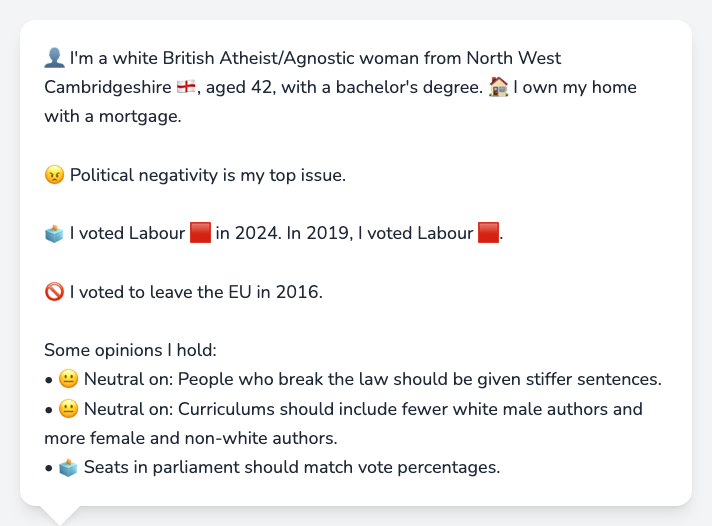 👤 I'm a white British Atheist/Agnostic woman from North West
Cambridgeshire 🏴󠁧󠁢󠁥󠁮󠁧󠁿, aged 42, with a bachelor's degree. 🏠 I own my home
with a mortgage.
😠 Political negativity is my top issue.
🗳️ I voted Labour 🟥 in 2024. In 2019, I voted Labour 🟥.
🚫 I voted to leave the EU in 2016.
Some opinions I hold:
• 😐 Neutral on: People who break the law should be given stiffer sentences.
• 😐 Neutral on: Curriculums should include fewer white male authors and
more female and non-white authors.
• 🗳️ Seats in parliament should match vote percentages.